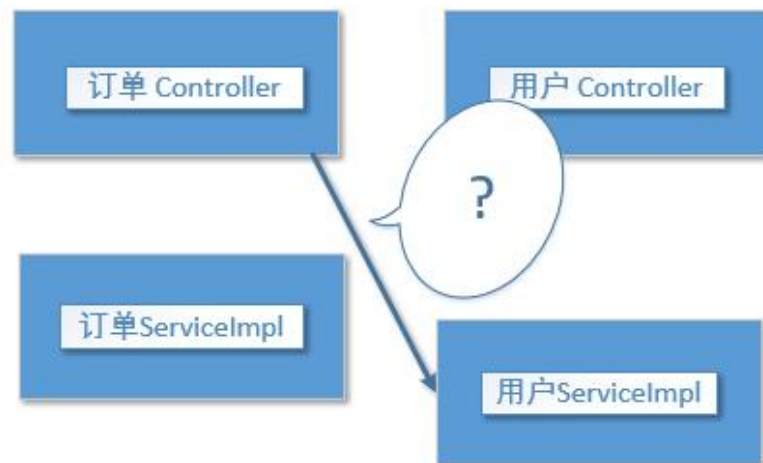 订单 Controller
用户 Controller
?
订单ServiceImpl
用户ServiceImpl